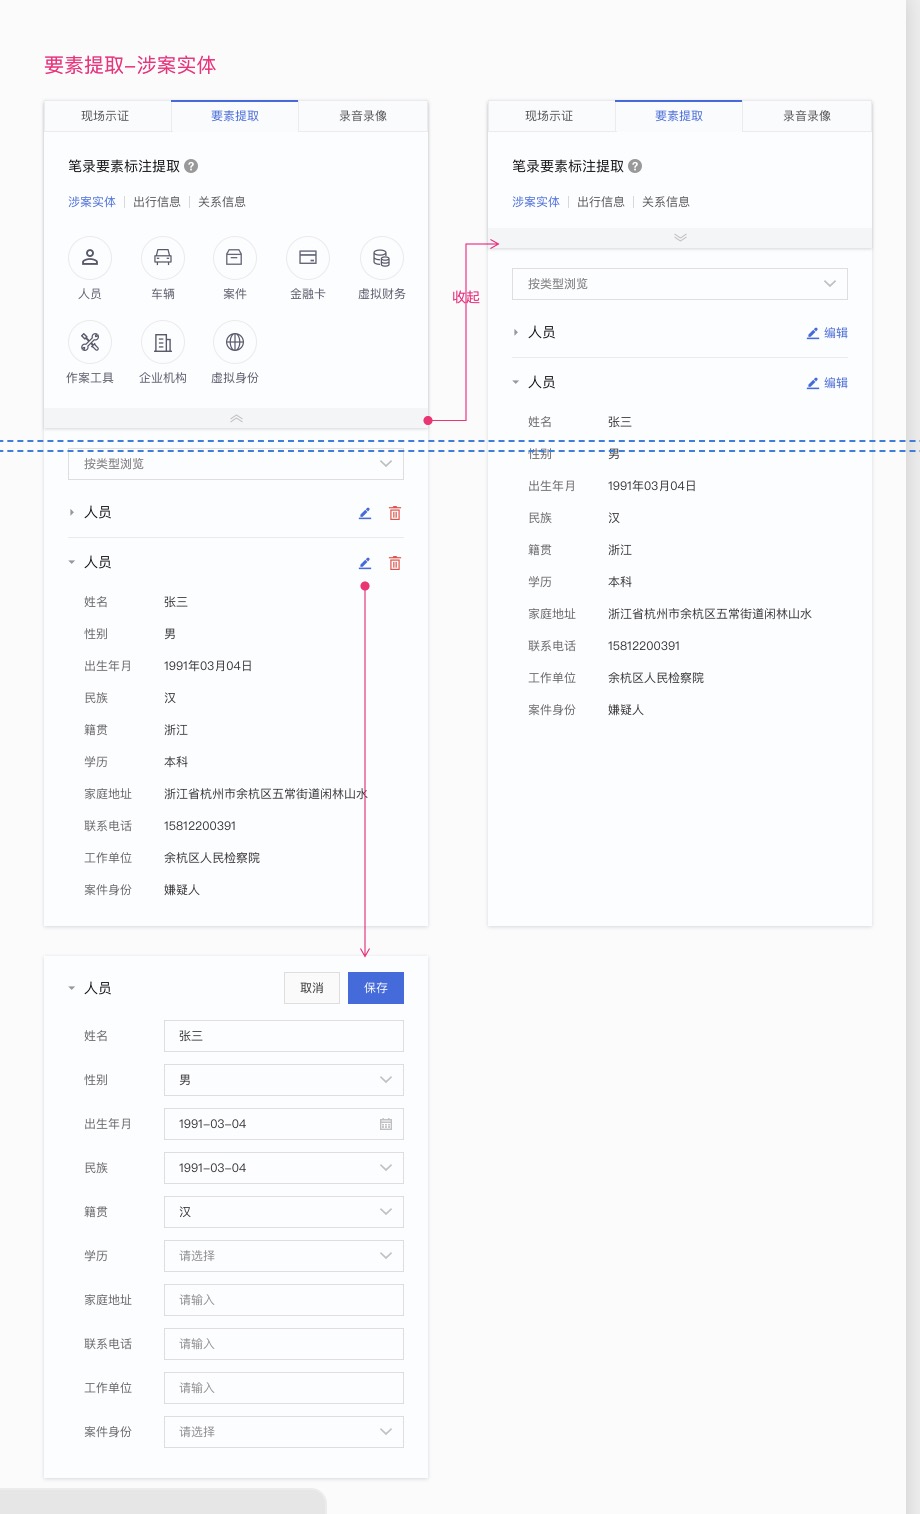 要素提取-涉案实体
现场示证
要素提取
录音录像
笔录要素标注提取
?
涉案实体
出行信息
关系信息
人员
车辆
案件
金融卡
虚拟财务
作案工具
企业机构
虚拟身份
按类型浏览
人员
人员
姓名 张三
性别 男
出生年月 1991年03月04日
民族 汉
籍贯 浙江
学历 本科
家庭地址 浙江省杭州市余杭区五常街道闲林山水
联系电话 15812200391
工作单位 余杭区人民检察院
案件身份 嫌疑人
收起
现场示证
要素提取
录音录像
笔录要素标注提取
?
涉案实体
出行信息
关系信息
按类型浏览
人员 编辑
人员 编辑
姓名 张三
性别 男
出生年月 1991年03月04日
民族 汉
籍贯 浙江
学历 本科
家庭地址 浙江省杭州市余杭区五常街道闲林山水
联系电话 15812200391
工作单位 余杭区人民检察院
案件身份 嫌疑人
人员 取消 保存
姓名 张三
性别 男
出生年月 1991-03-04
民族 1991-03-04
籍贯 汉
学历 请选择
家庭地址 请输入
联系电话 请输入
工作单位 请输入
案件身份 请选择